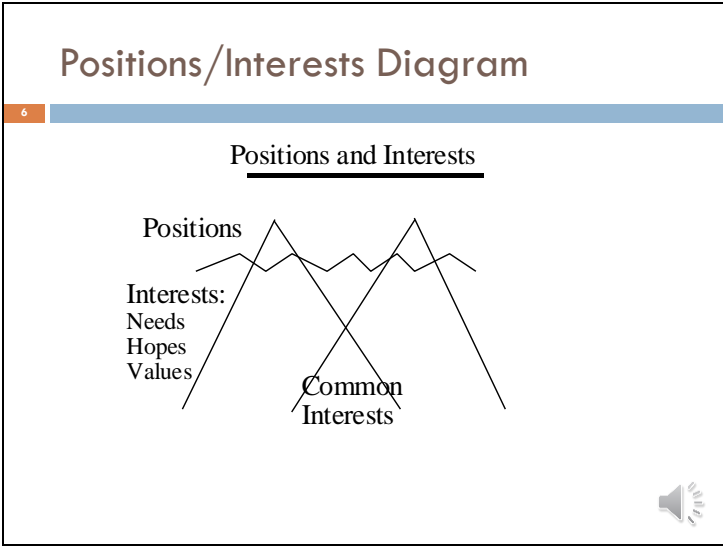 Positions/Interests Diagram
6
Positions and Interests
Positions
Interests:
Needs
Hopes
Values
Common
Interests